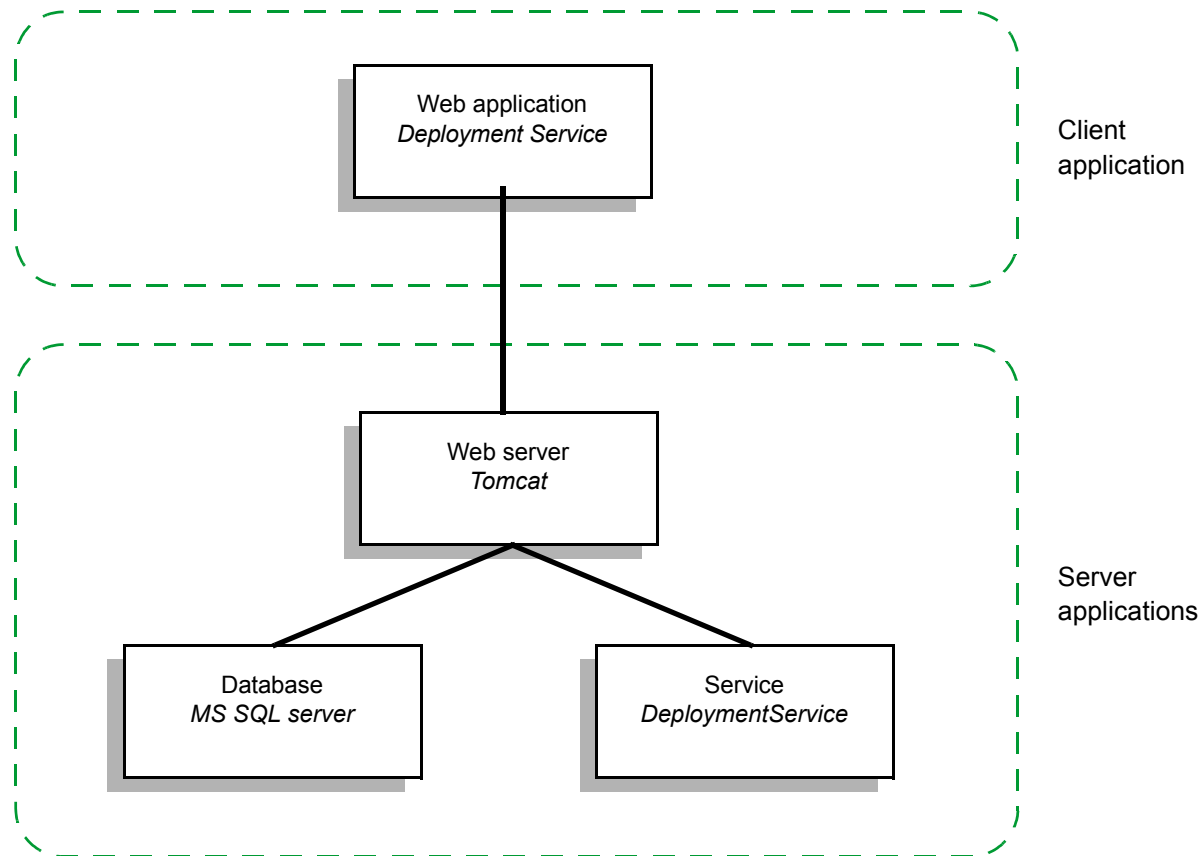 Web application
Deployment Service
Client
application
Web server
Tomcat
Server
applications
Database
MS SQL server
Service
DeploymentService